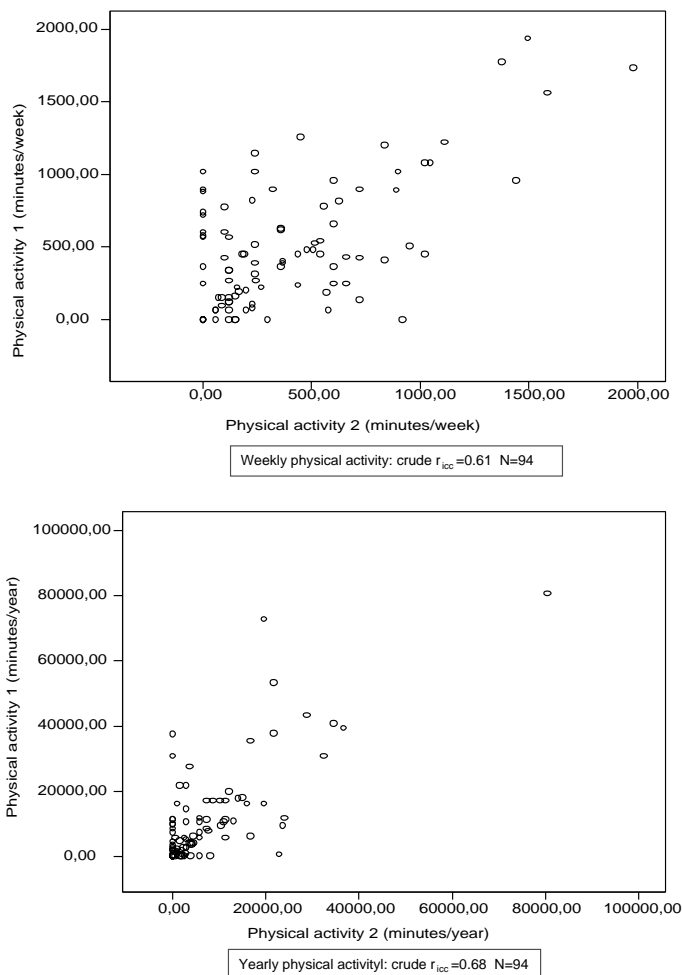 2000,00
1500,00
1000,00
500,00
0,00
Physical activity 1 (minutes/week)
0,00 500,00 1000,00 1500,00 2000,00
Physical activity 2 (minutes/week)
Weekly physical activity: crude ricc=0.61 N=94
100000,00
80000,00
60000,00
40000,00
20000,00
0,00
Physical activity 1 (minutes/year)
0,00 20000,00 40000,00 60000,00 80000,00 100000,00
Physical activity 2 (minutes/year)
Yearly physical activityl: crude ricc=0.68 N=94